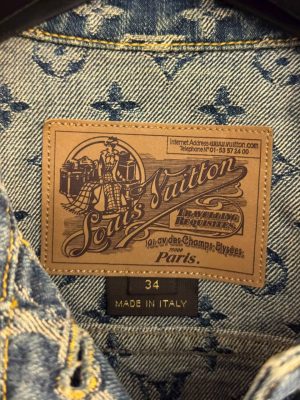 Internet Address - www.vuitton.com
Telephone N° 01-53 57 24 00
Louis Vuitton
TRAVELLING
REQUISITES
101, av. des Champs Elysées,
Paris.
34
MADE IN ITALY